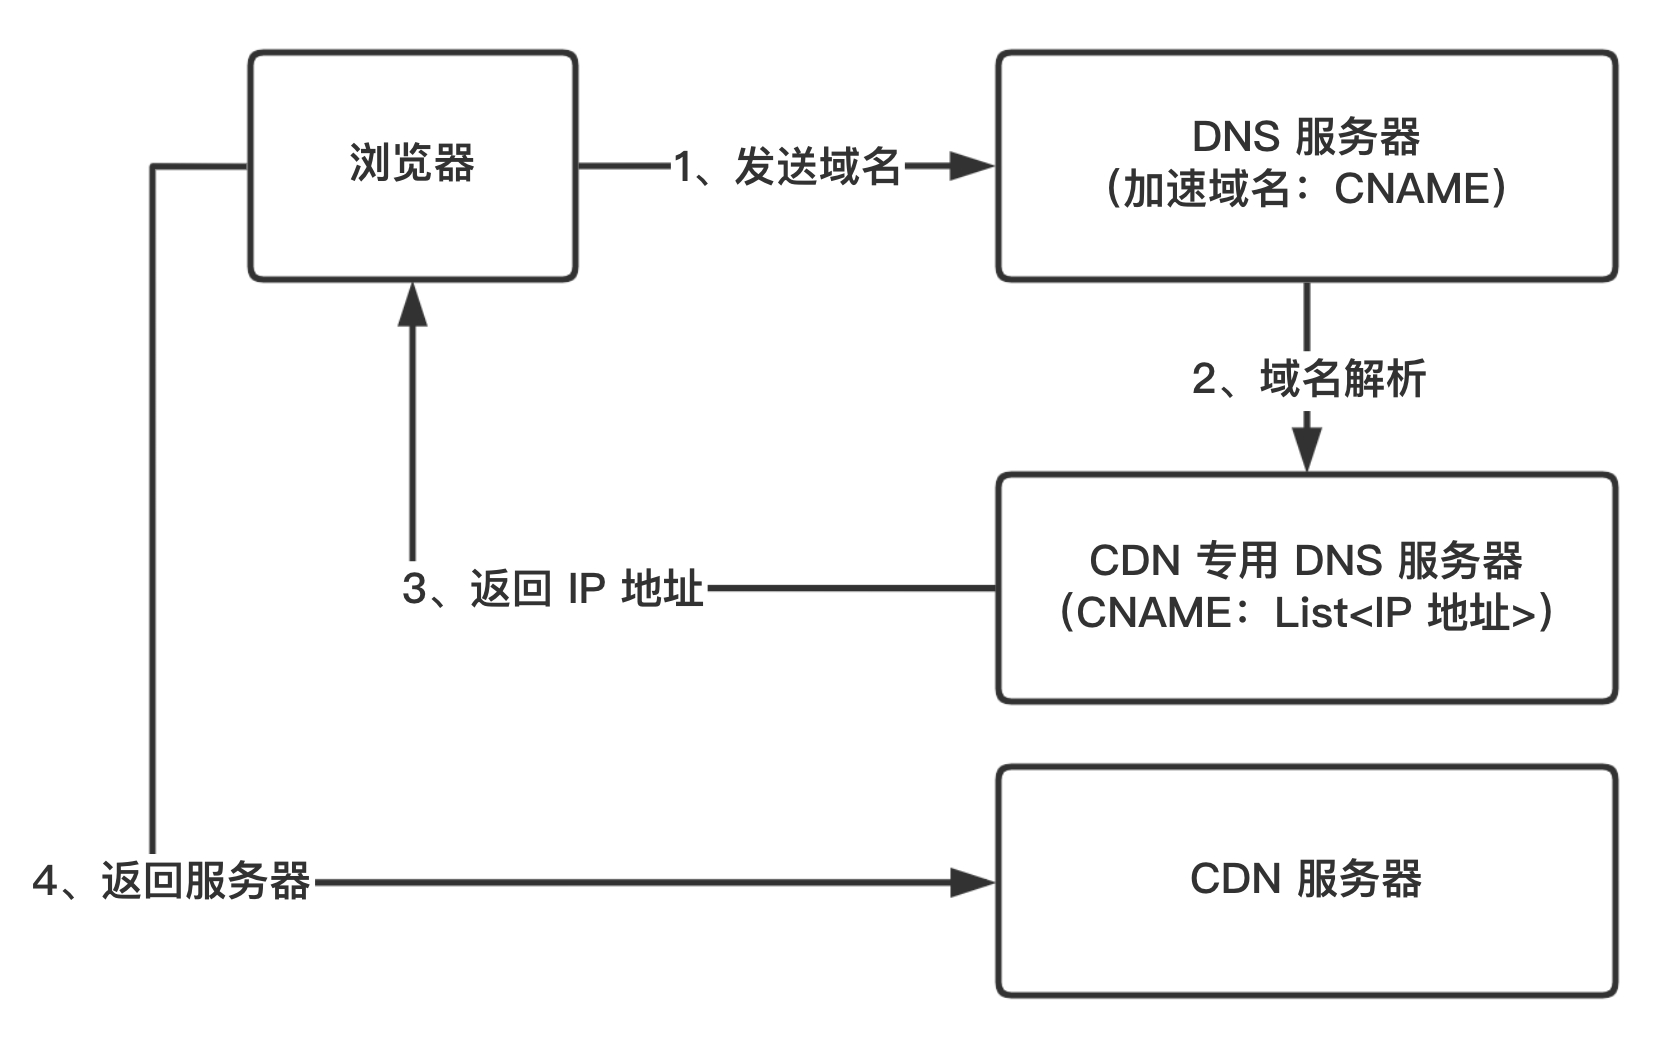 浏览器
1、发送域名
DNS 服务器
（加速域名：CNAME）
2、域名解析
CDN 专用 DNS 服务器
（CNAME：List<IP 地址>）
3、返回 IP 地址
4、返回服务器
CDN 服务器